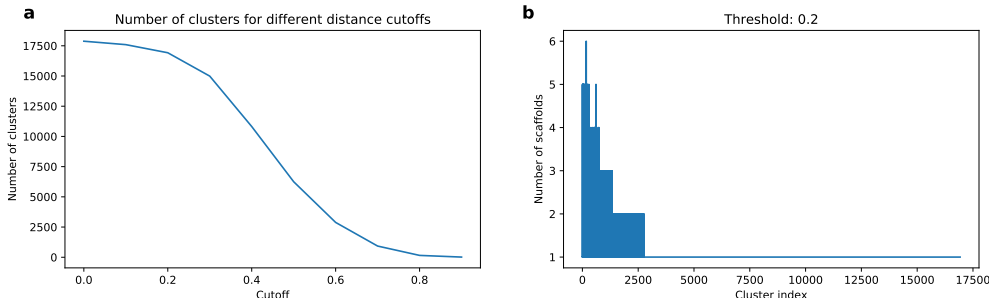 a
Number of clusters for different distance cutoffs
Number of clusters
17500
15000
12500
10000
7500
5000
2500
0
0.0 0.2 0.4 0.6 0.8
Cutoff
b
Threshold: 0.2
Number of scaffolds
6
5
4
3
2
1
0 2500 5000 7500 10000 12500 15000 17500
Cluster index